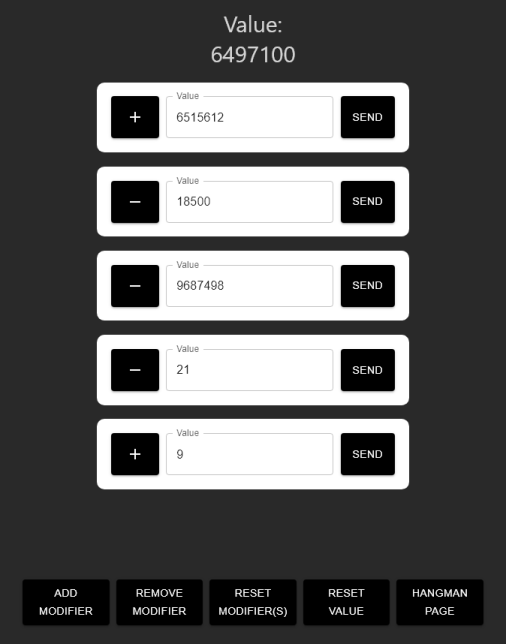 Value:
6497100
Value
+ 6515612 SEND
Value
− 18500 SEND
Value
− 9687498 SEND
Value
− 21 SEND
Value
+ 9 SEND
ADD
MODIFIER
REMOVE
MODIFIER
RESET
MODIFIER(S)
RESET
VALUE
HANGMAN
PAGE